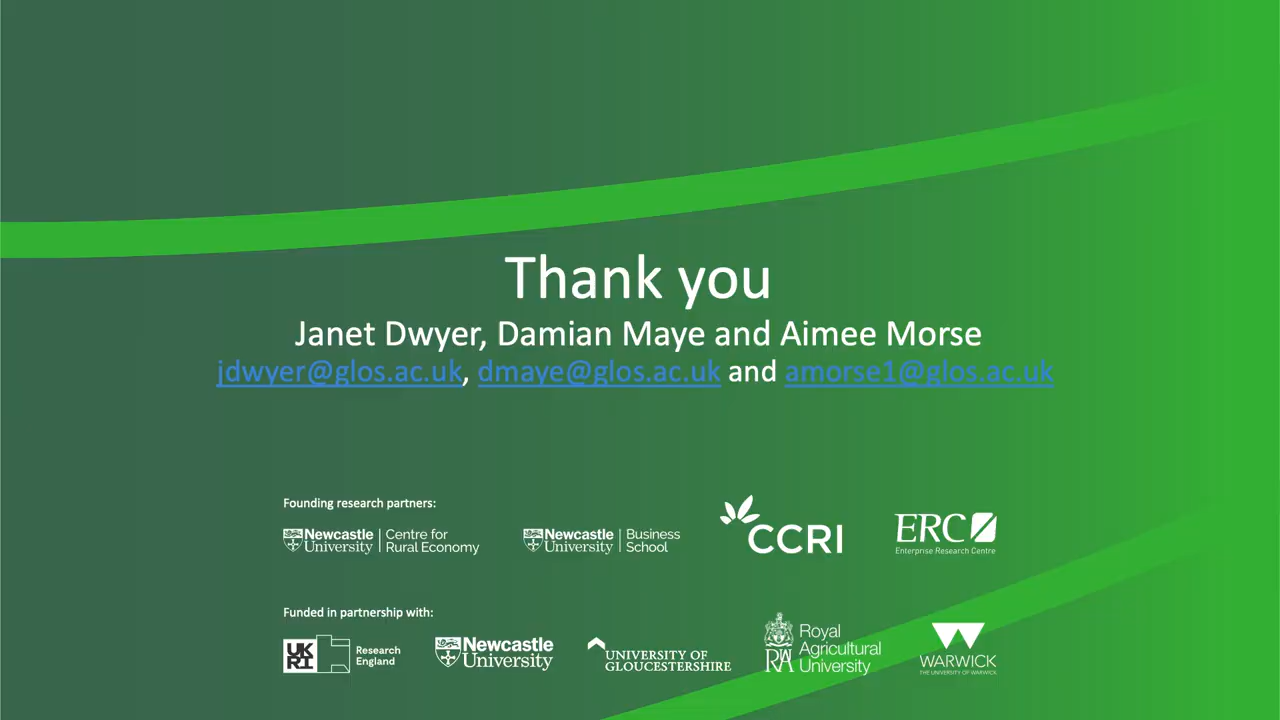 Thank you
Janet Dwyer, Damian Maye and Aimee Morse
jdwyer@glos.ac.uk, dmaye@glos.ac.uk and amorse1@glos.ac.uk
Founding research partners:
Newcastle University | Centre for Rural Economy
Newcastle University | Business School
CCRI
ERC
Enterprise Research Centre
Funded in partnership with:
UKRI
Research England
Newcastle University
UNIVERSITY OF GLOUCESTERSHIRE
RAU
Royal Agricultural University
WARWICK
THE UNIVERSITY OF WARWICK